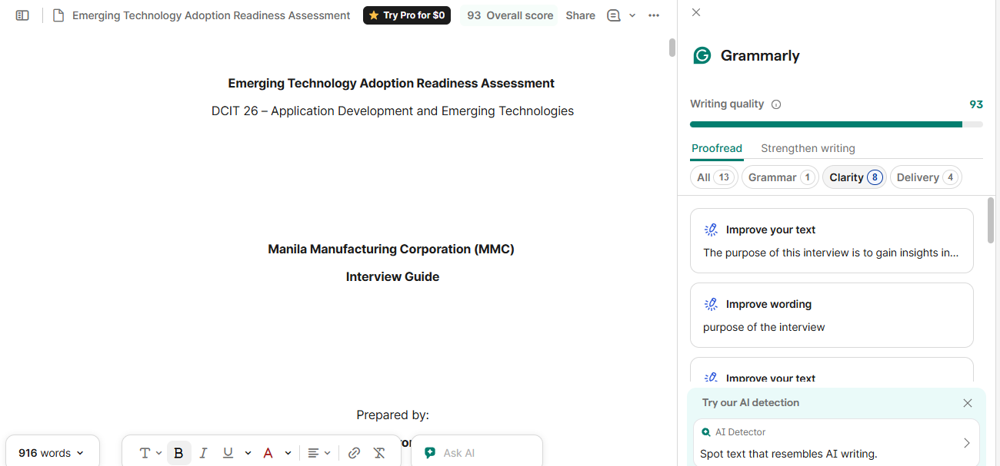 Emerging Technology Adoption Readiness Assessment
Try Pro for $0
93 Overall score
Share
Emerging Technology Adoption Readiness Assessment
DCIT 26 – Application Development and Emerging Technologies
Manila Manufacturing Corporation (MMC)
Interview Guide
Prepared by:
916 words
T
B
I
U
A
Ask AI
Grammarly
Writing quality
93
Proofread
Strengthen writing
All 13
Grammar 1
Clarity 8
Delivery 4
Improve your text
The purpose of this interview is to gain insights in...
Improve wording
purpose of the interview
Improve your text
Try our AI detection
AI Detector
Spot text that resembles AI writing.